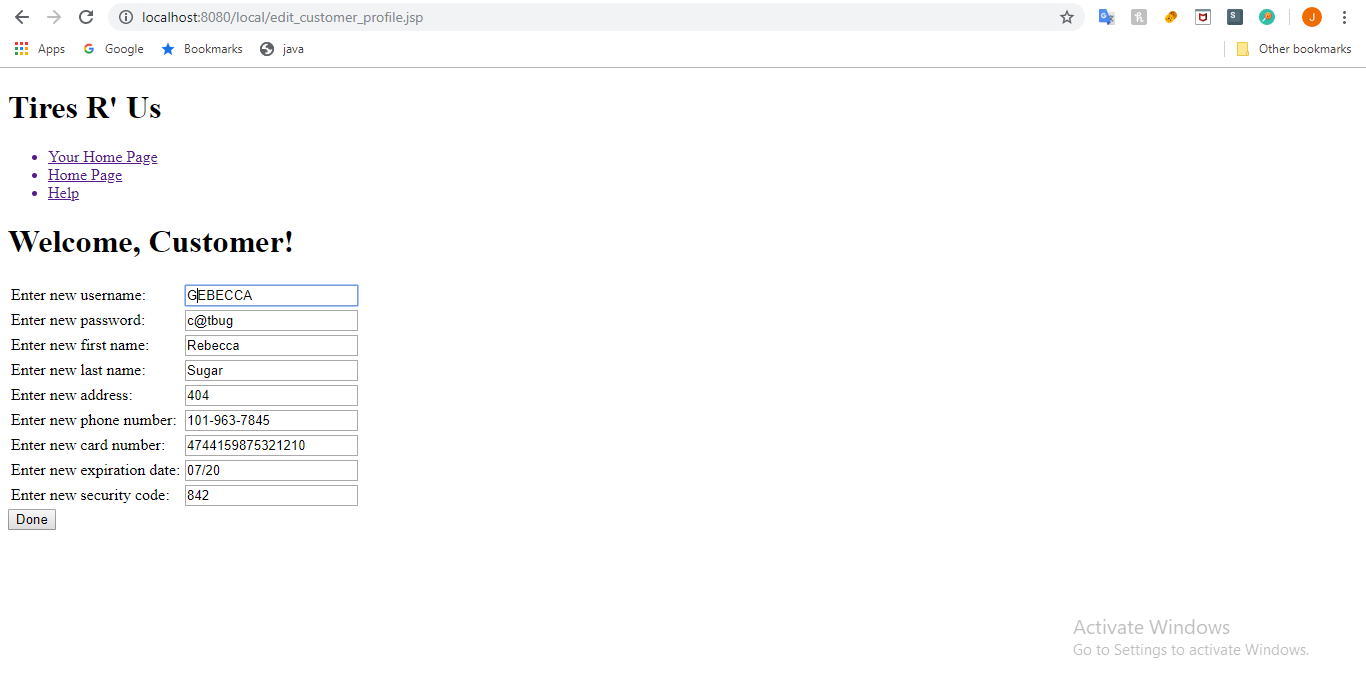 localhost:8080/local/edit_customer_profile.jsp
Apps Google Bookmarks java Other bookmarks
Tires R' Us
Your Home Page
Home Page
Help
Welcome, Customer!
Enter new username: GEBECCA
Enter new password: c@tbug
Enter new first name: Rebecca
Enter new last name: Sugar
Enter new address: 404
Enter new phone number: 101-963-7845
Enter new card number: 4744159875321210
Enter new expiration date: 07/20
Enter new security code: 842
Done
Activate Windows
Go to Settings to activate Windows.